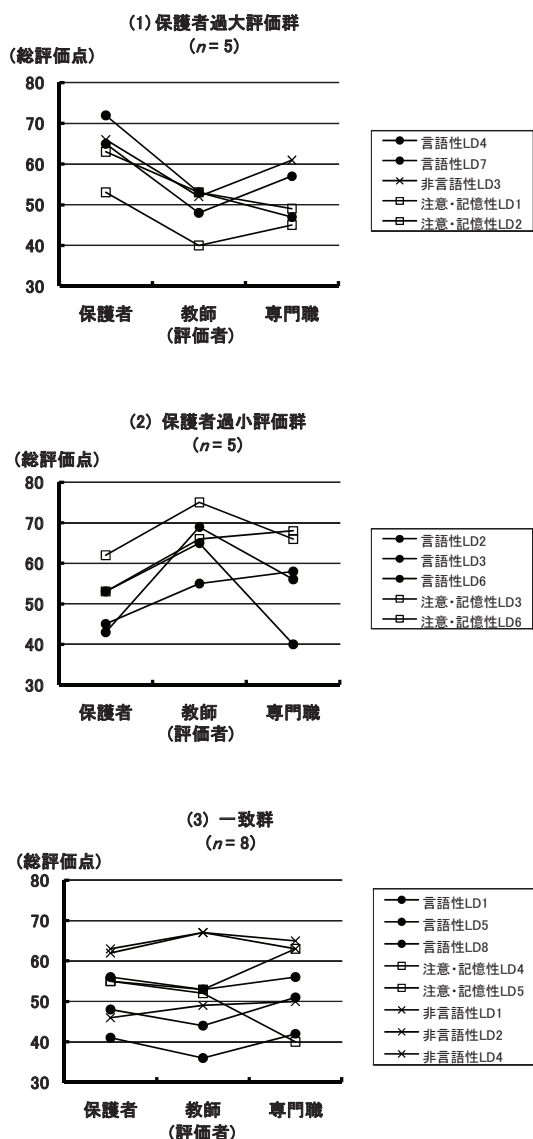 (1) 保護者過大評価群
(n = 5)
(総評価点)
80
70
60
50
40
30
保護者 教師 専門職
(評価者)
言語性LD4
言語性LD7
非言語性LD3
注意・記憶性LD1
注意・記憶性LD2
(2) 保護者過小評価群
(n = 5)
(総評価点)
80
70
60
50
40
30
保護者 教師 専門職
(評価者)
言語性LD2
言語性LD3
言語性LD6
注意・記憶性LD3
注意・記憶性LD6
(3) 一致群
(n = 8)
(総評価点)
80
70
60
50
40
30
保護者 教師 専門職
(評価者)
言語性LD1
言語性LD5
言語性LD8
注意・記憶性LD4
注意・記憶性LD5
非言語性LD1
非言語性LD2
非言語性LD4